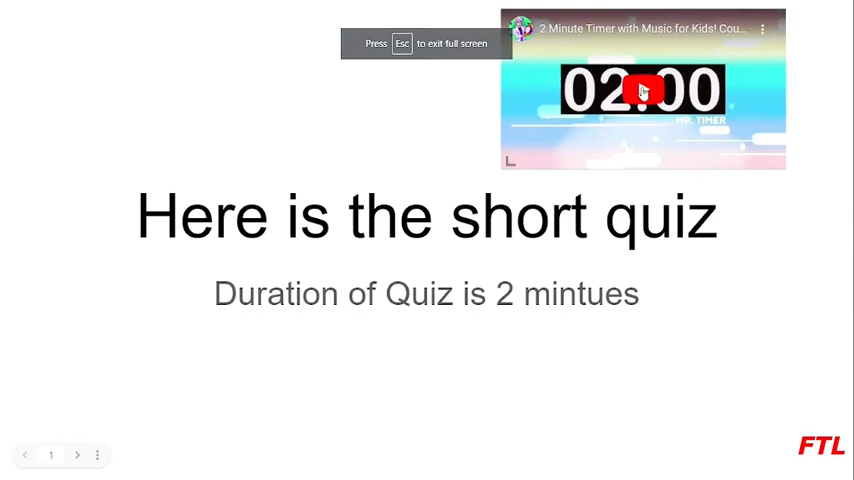 2 Minute Timer with Music for Kids! Cou...
Press Esc to exit full screen
02:00
MR. TIMER
Here is the short quiz
Duration of Quiz is 2 mintues
1
FTL